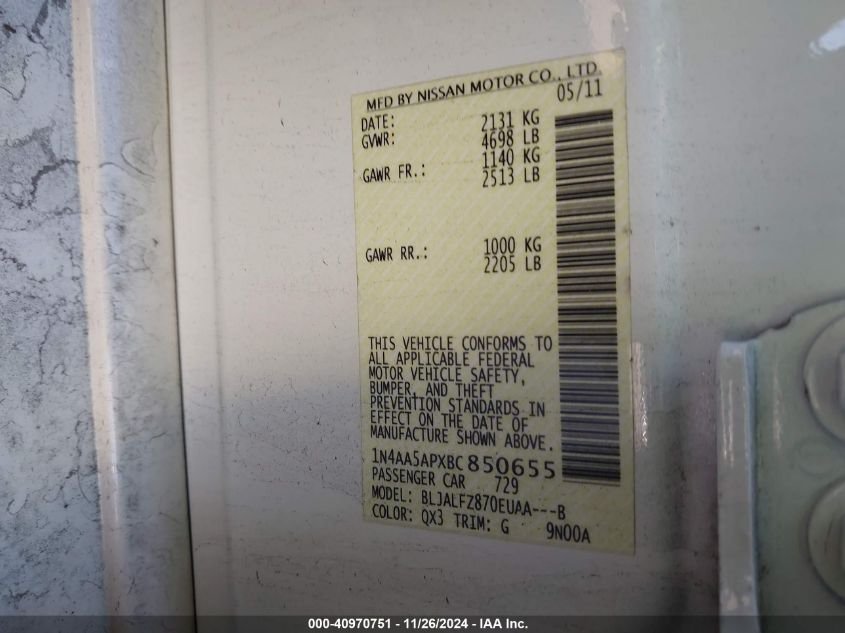 MFD BY NISSAN MOTOR CO., LTD.
DATE: 05/11
GVWR: 2131 KG
4698 LB
GAWR FR.: 1140 KG
2513 LB
GAWR RR.: 1000 KG
2205 LB
THIS VEHICLE CONFORMS TO
ALL APPLICABLE FEDERAL
MOTOR VEHICLE SAFETY,
BUMPER, AND THEFT
PREVENTION STANDARDS IN
EFFECT ON THE DATE OF
MANUFACTURE SHOWN ABOVE.
1N4AA5APXBC850655
PASSENGER CAR 729
MODEL: BLJALFZ870EUAA---B
COLOR: QX3 TRIM: G 9N00A
000-40970751 - 11/26/2024 - IAA Inc.